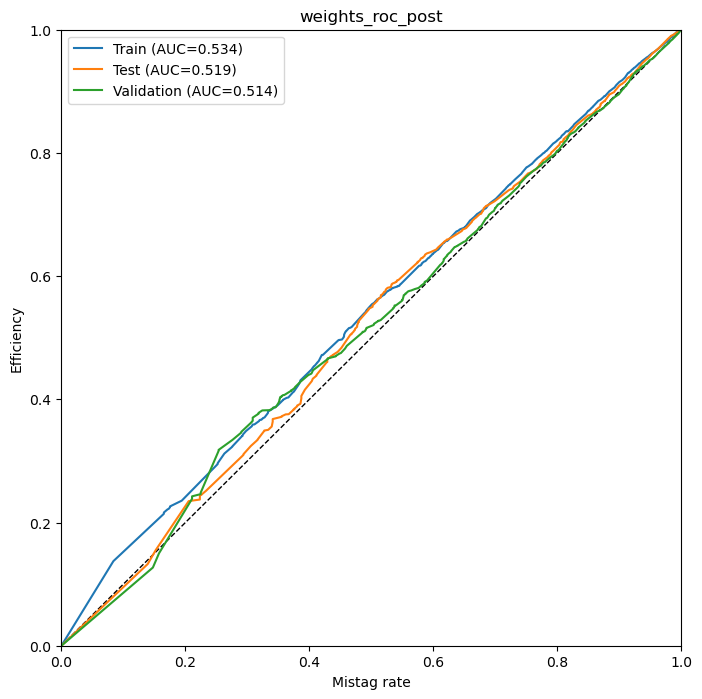 weights_roc_post
Train (AUC=0.534)
Test (AUC=0.519)
Validation (AUC=0.514)
Efficiency
1.0
0.8
0.6
0.4
0.2
0.0
0.0 0.2 0.4 0.6 0.8 1.0
Mistag rate